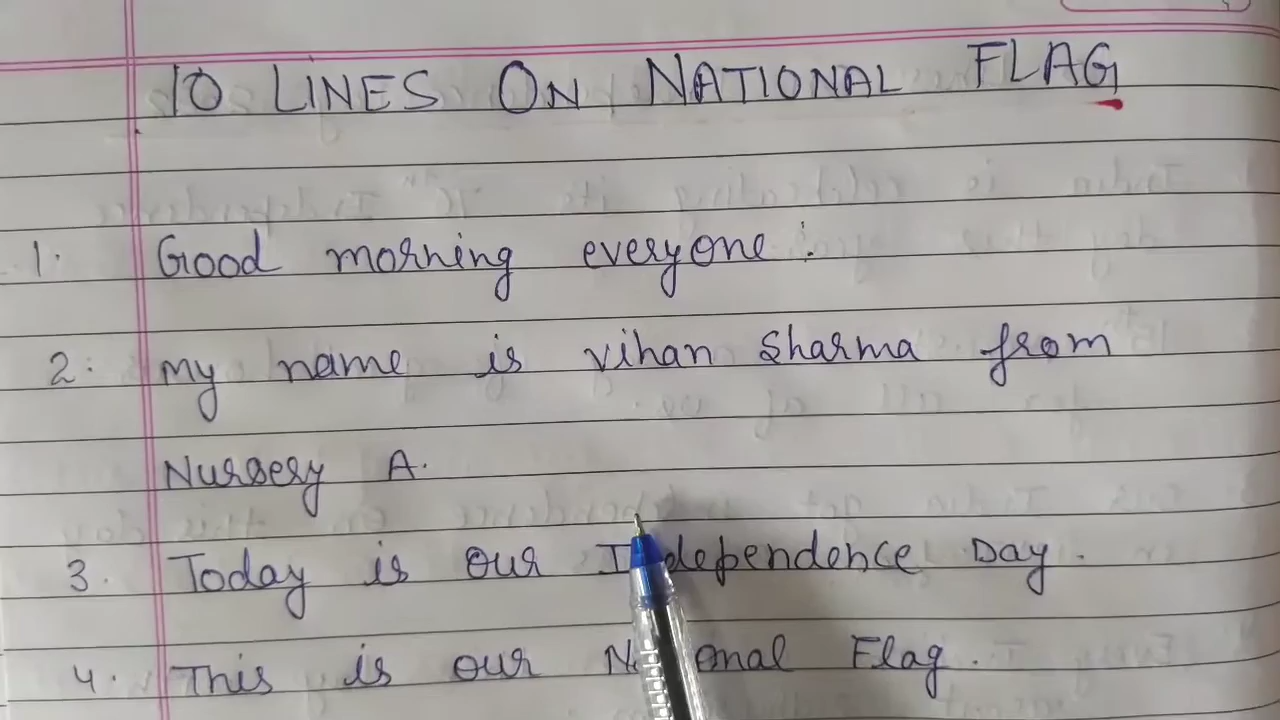 10 LINES ON NATIONAL FLAG
1. Good morning everyone.
2. My name is Vihan Sharma from
Nursery A.
3. Today is our Independence Day.
4. This is our National Flag.